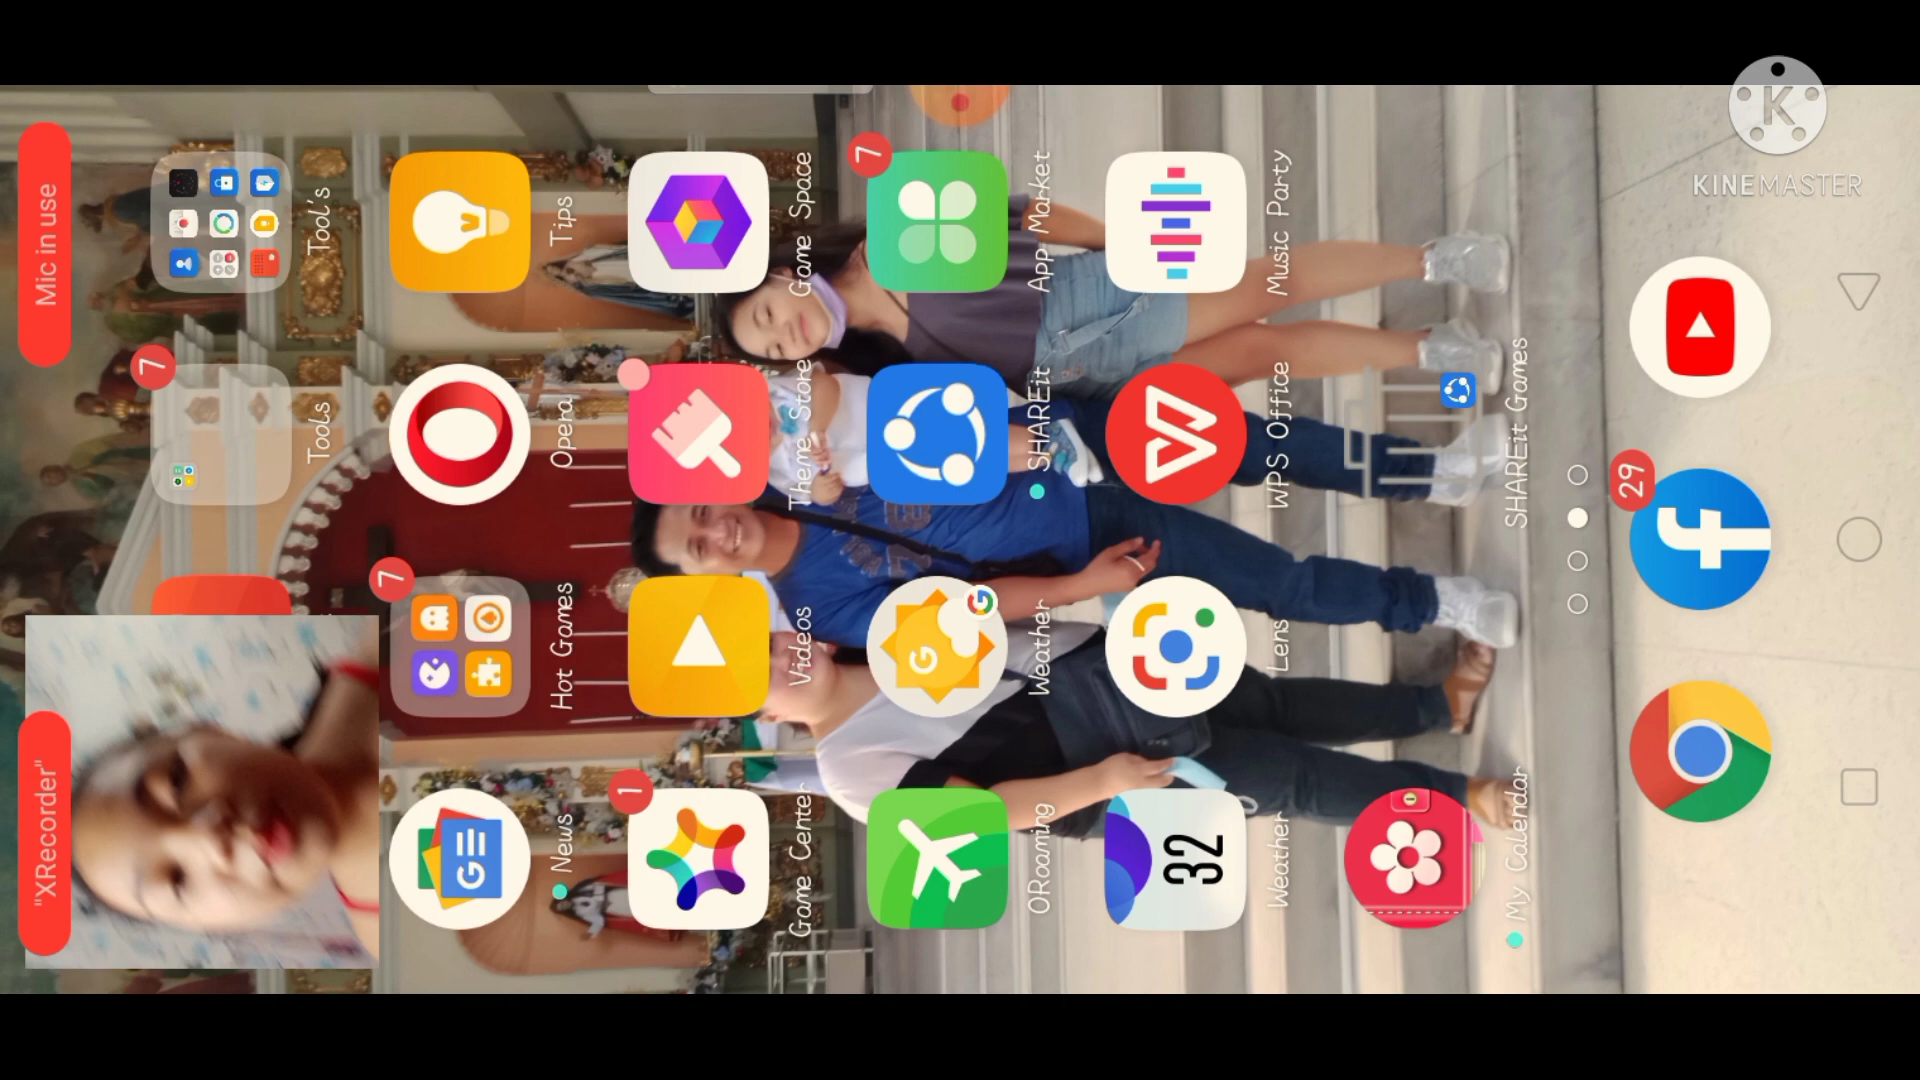 "XRecorder"
Mic in use
7
Tools
Tool's
7
News
Hot Games
Opera
Tips
1
Game Center
Videos
Theme Store
Game Space
7
ORoaming
Weather
SHAREit
App Market
32
Weather
Lens
WPS Office
Music Party
My Calendar
SHAREit Games
29
K
KINEMASTER